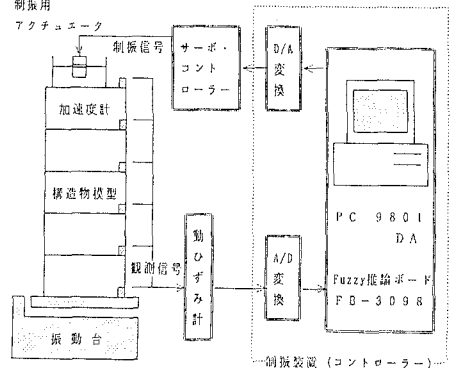 制振用
アクチュエータ
制振信号
サーボ・
コント
ローラー
D/A
変
換
加速度計
構造物模型
観測信号
動
ひ
ず
み
計
A/D
変
換
PC 9801
DA
Fuzzy推論ボード
FB-3098
振動台
制振装置 (コントローラー)